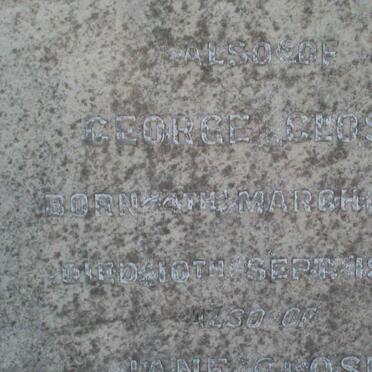 ALSO OF
GEORGE CLOS
BORN 4TH MARCH
DIED 10TH SEPT. 18
ALSO OF
JANE CLOS